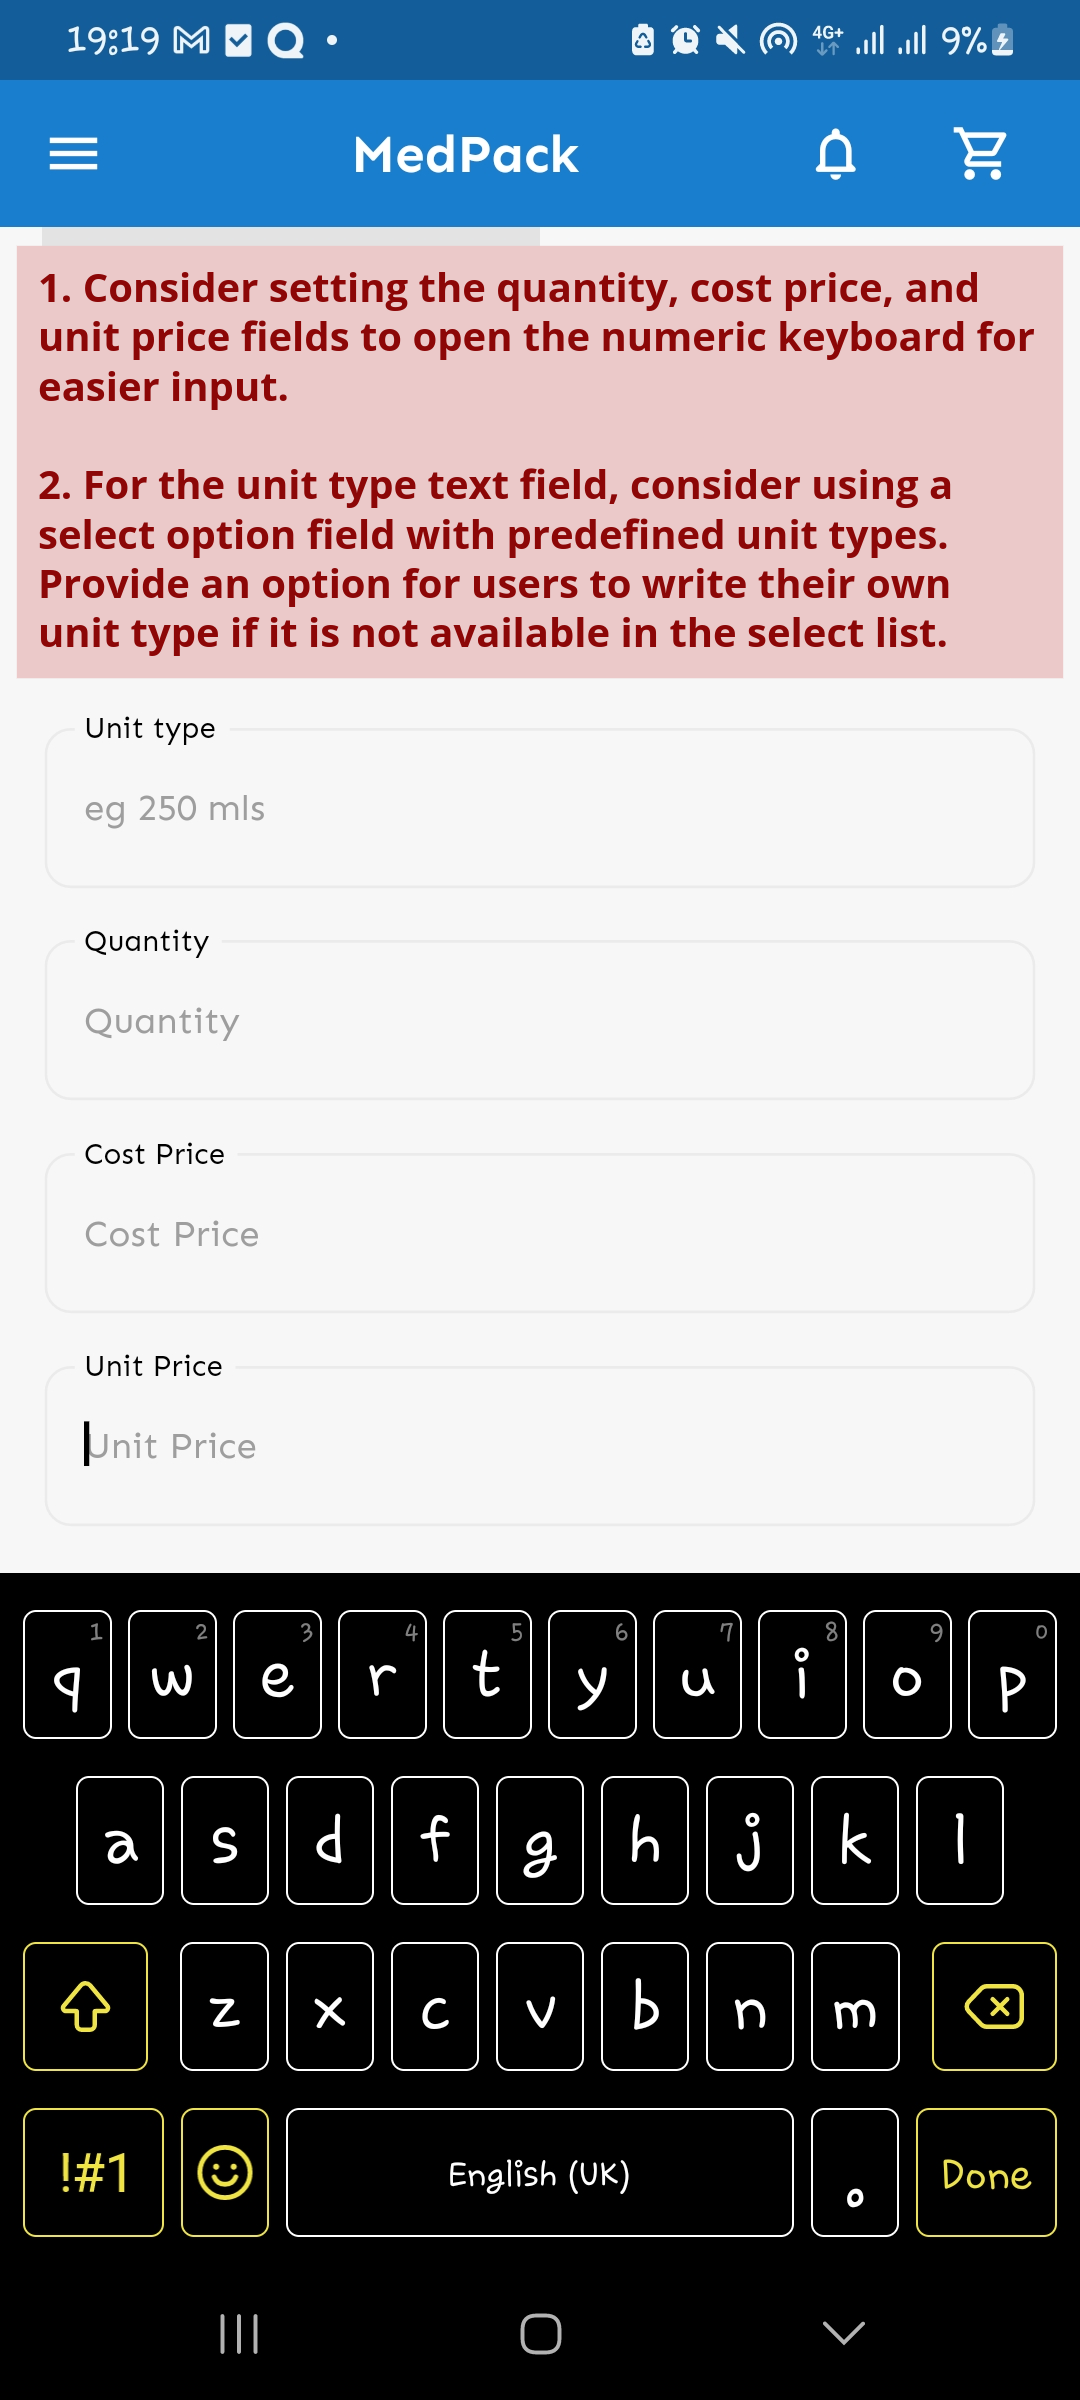 19:19 4G+ 9%
MedPack
1. Consider setting the quantity, cost price, and
unit price fields to open the numeric keyboard for
easier input.
2. For the unit type text field, consider using a
select option field with predefined unit types.
Provide an option for users to write their own
unit type if it is not available in the select list.
Unit type
eg 250 mls
Quantity
Quantity
Cost Price
Cost Price
Unit Price
Unit Price
1 2 3 4 5 6 7 8 9 0
q w e r t y u i o p
a s d f g h j k l
z x c v b n m
!#1 English (UK) . Done